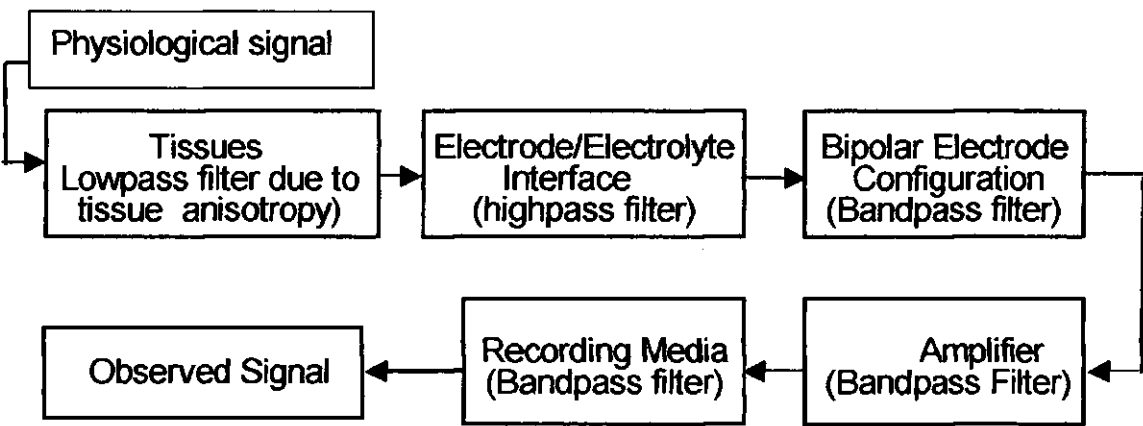 Physiological signal
Tissues
Lowpass filter due to
tissue anisotropy)
Electrode/Electrolyte
Interface
(highpass filter)
Bipolar Electrode
Configuration
(Bandpass filter)
Amplifier
(Bandpass Filter)
Recording Media
(Bandpass filter)
Observed Signal